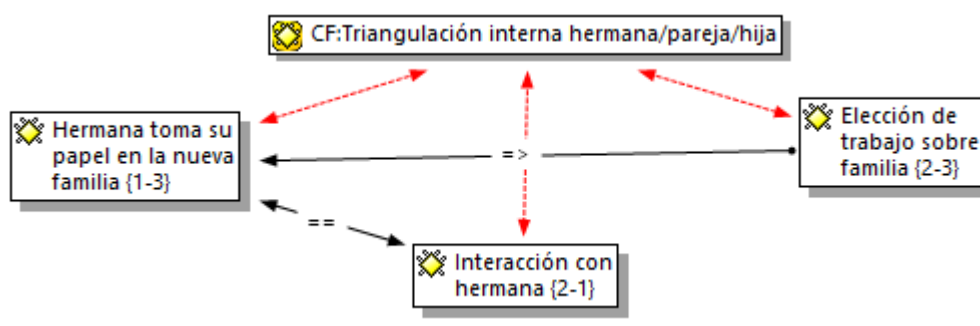 CF:Triangulación interna hermana/pareja/hija
Hermana toma su
papel en la nueva
familia {1-3}
=>
Elección de
trabajo sobre
familia {2-3}
==
Interacción con
hermana {2-1}